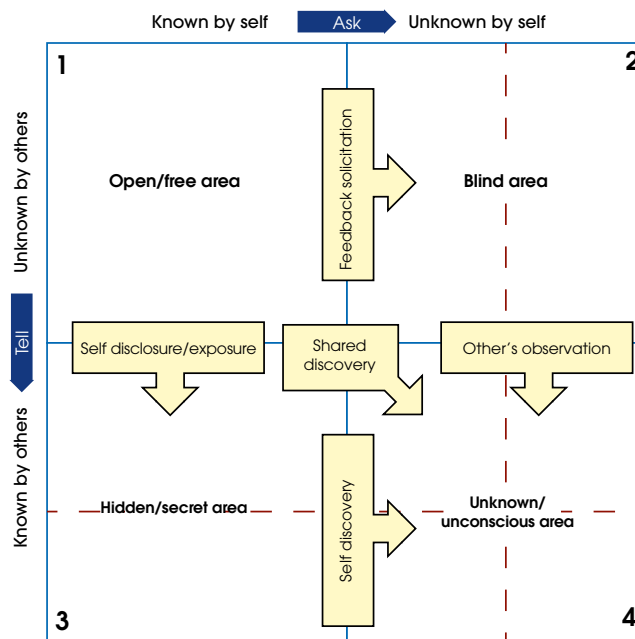 Known by self
Ask
Unknown by self
1
2
Unknown by others
Feedback solicitation
Open/free area
Blind area
Tell
Self disclosure/exposure
Shared
discovery
Other's observation
Known by others
Self discovery
Hidden/secret area
Unknown/
unconscious area
3
4